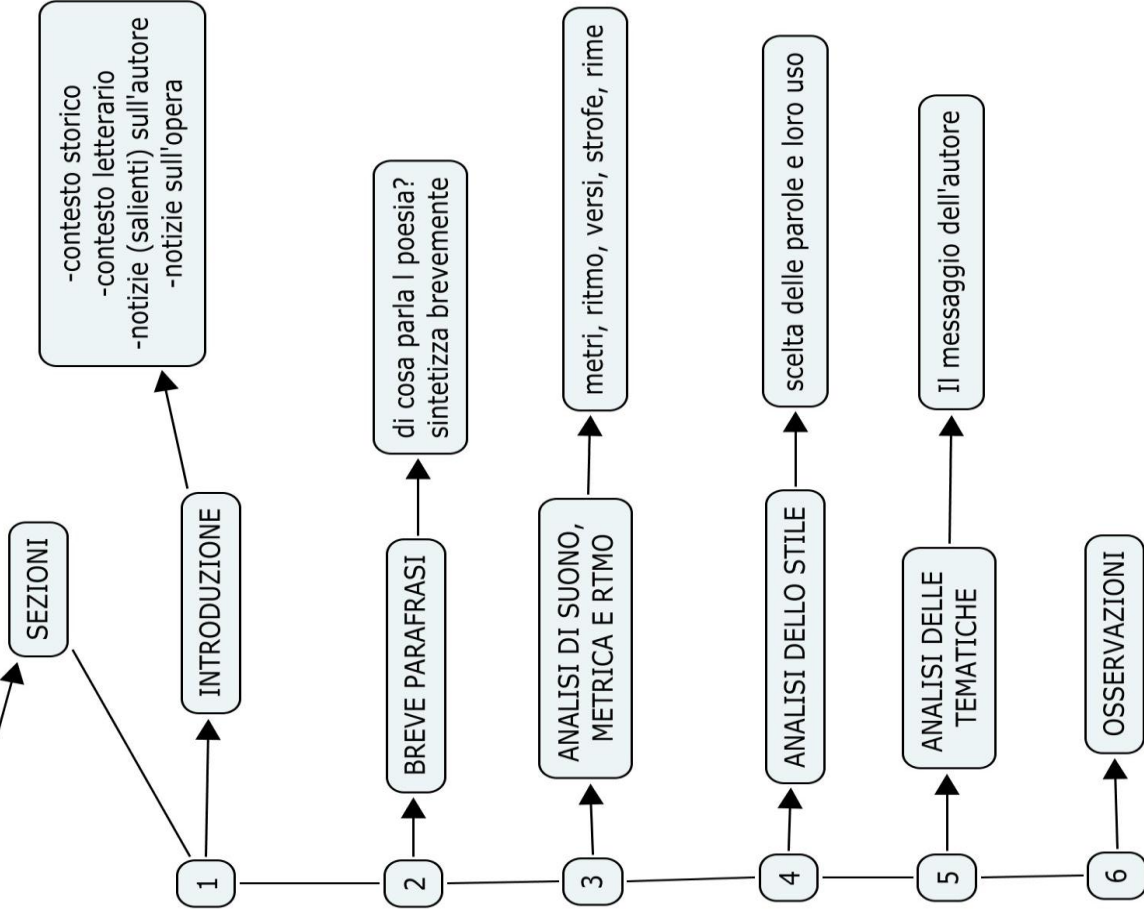 SEZIONI
1
INTRODUZIONE
-contesto storico
-contesto letterario
-notizie (salienti) sull'autore
-notizie sull'opera
2
BREVE PARAFRASI
di cosa parla l poesia?
sintetizza brevemente
3
ANALISI DI SUONO,
METRICA E RTMO
metri, ritmo, versi, strofe, rime
4
ANALISI DELLO STILE
scelta delle parole e loro uso
5
ANALISI DELLE
TEMATICHE
Il messaggio dell'autore
6
OSSERVAZIONI